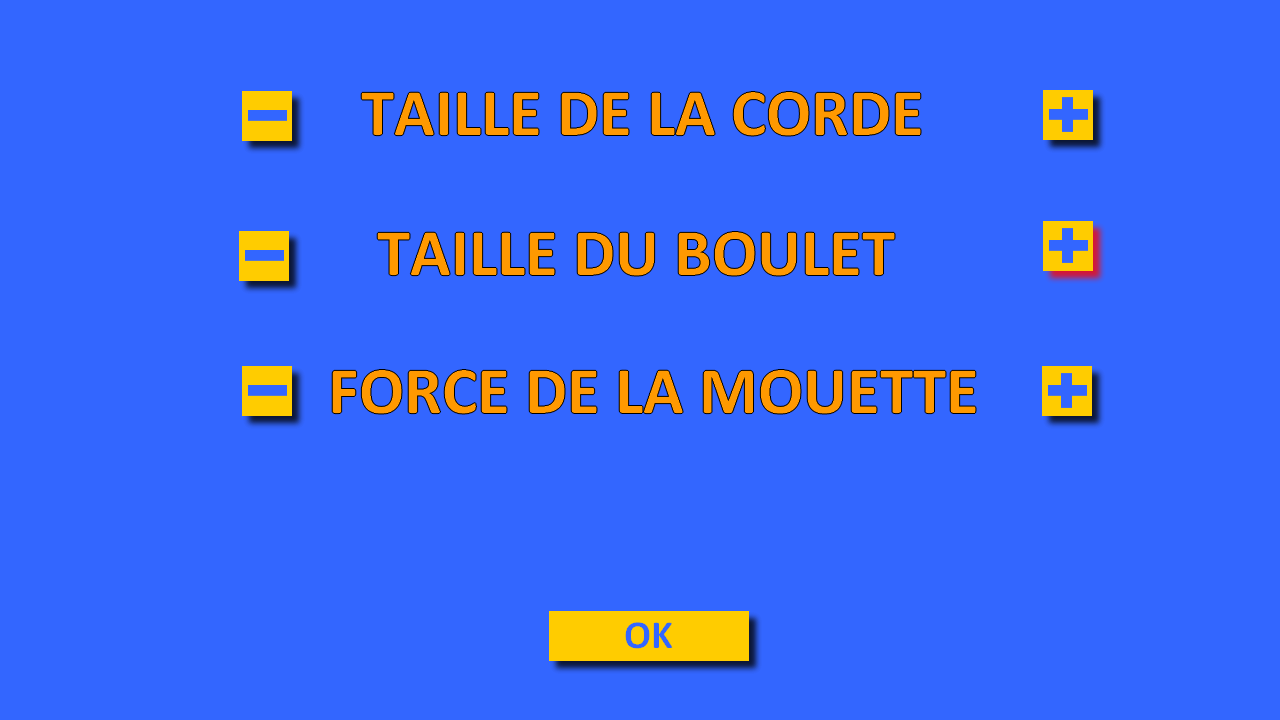 TAILLE DE LA CORDE
TAILLE DU BOULET
FORCE DE LA MOUETTE
OK